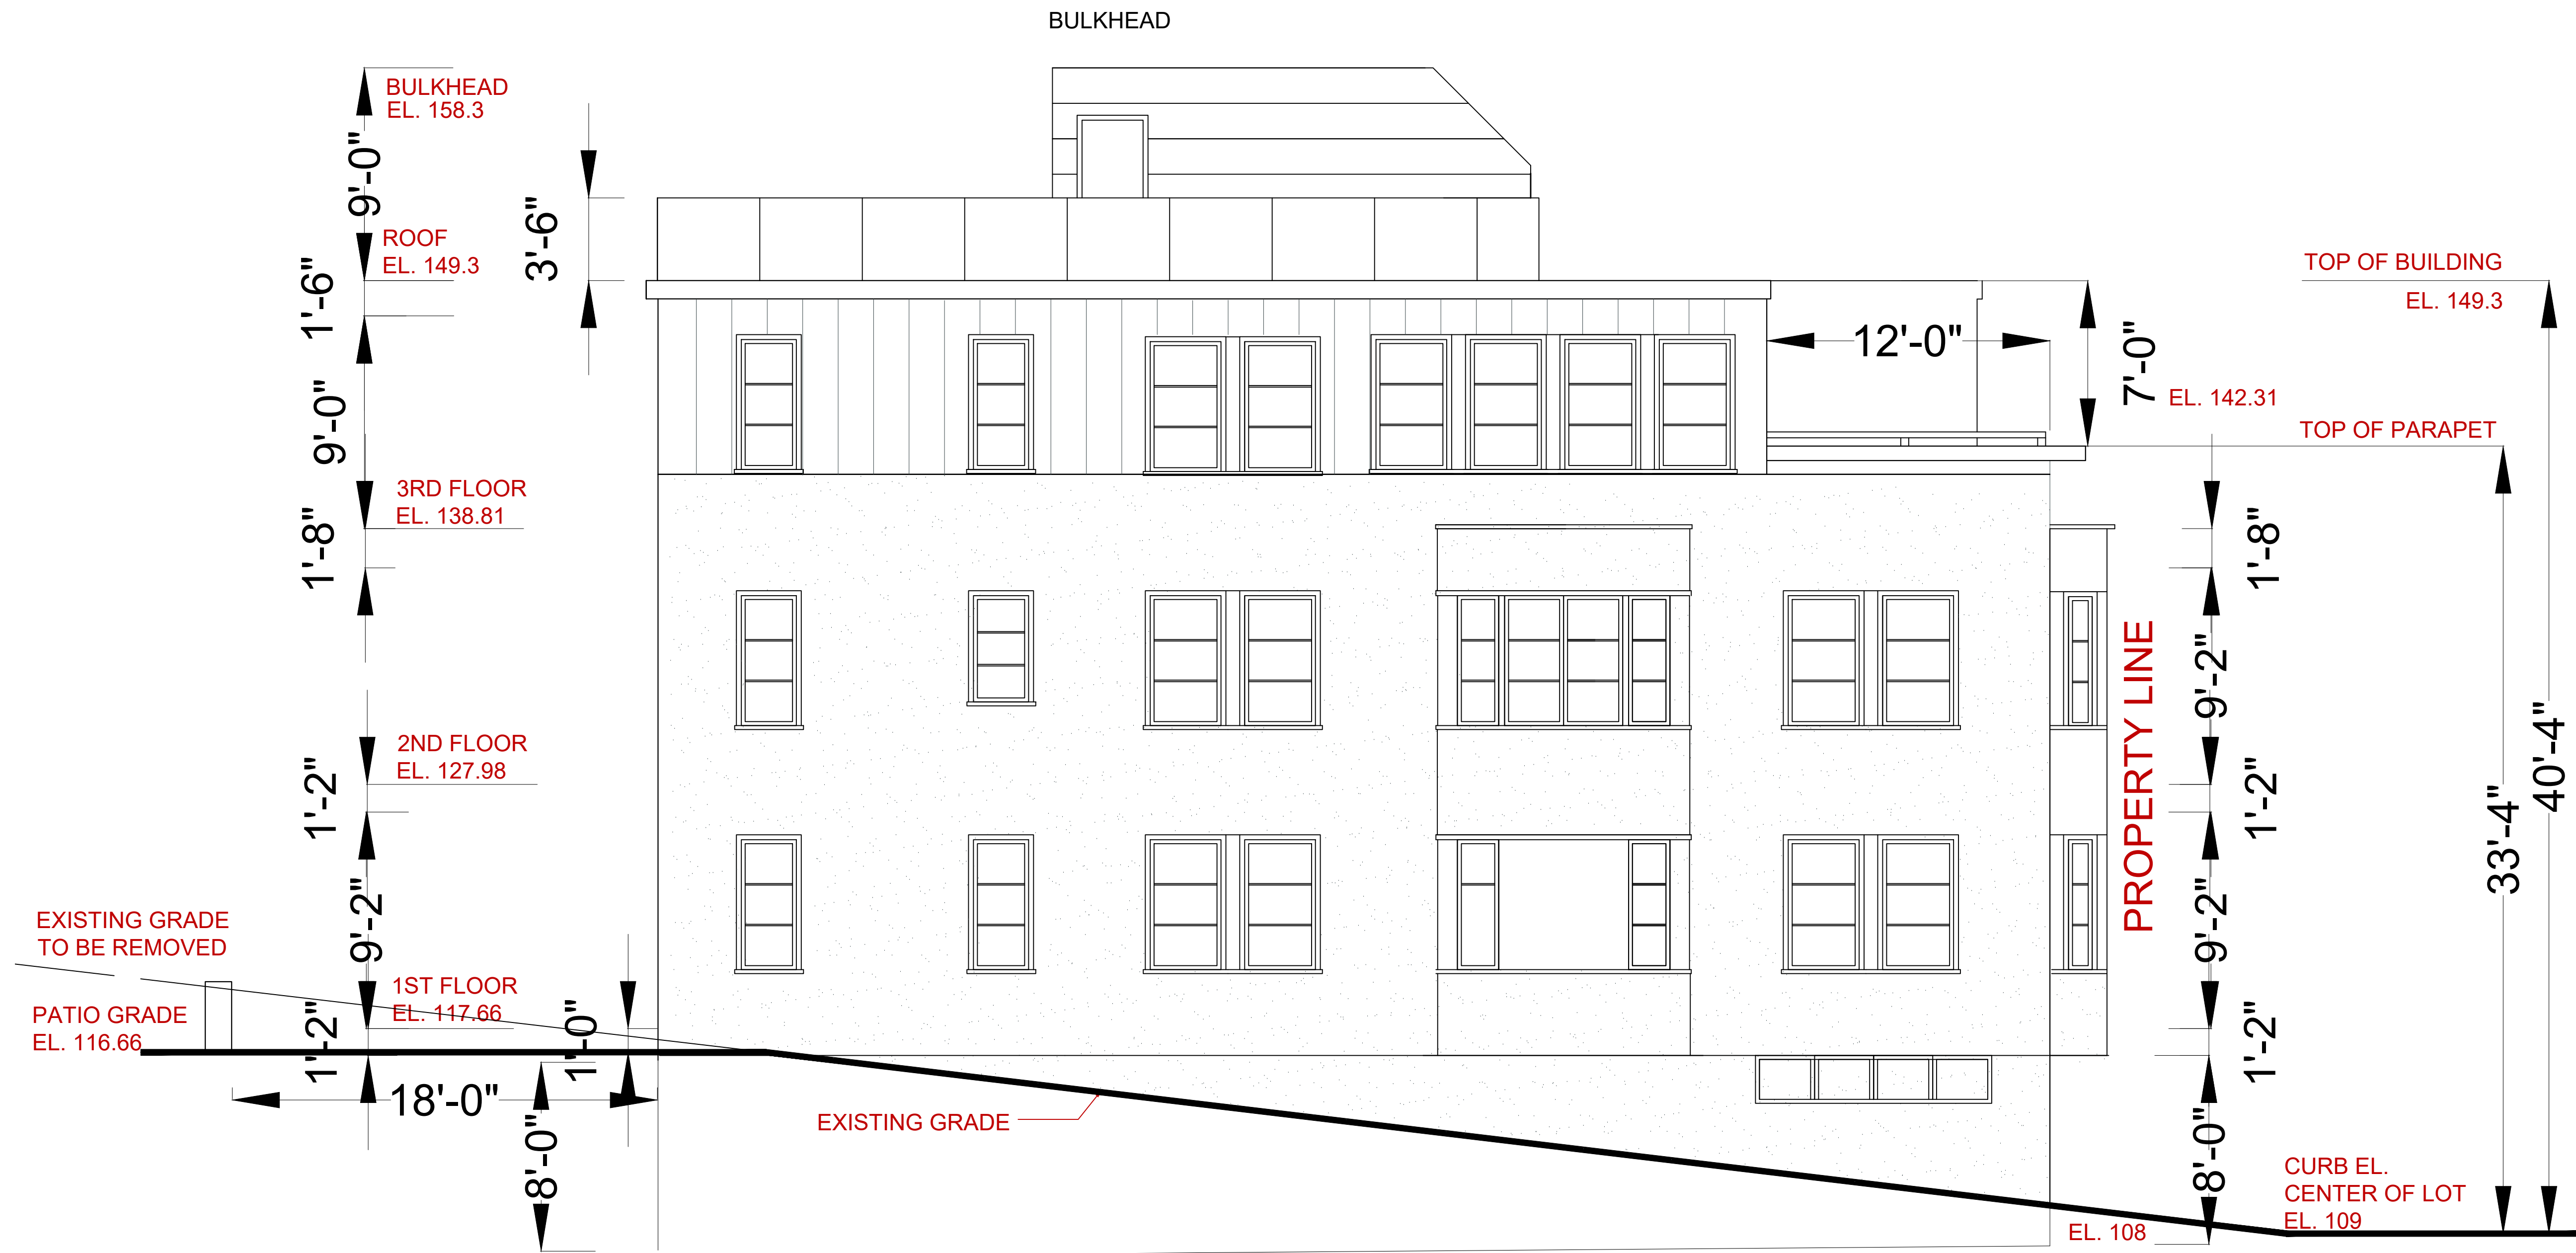 BULKHEAD
BULKHEAD
EL. 158.3
9'-0"
ROOF
EL. 149.3
1'-6"
3'-6"
9'-0"
3RD FLOOR
EL. 138.81
1'-8"
2ND FLOOR
EL. 127.98
1'-2"
9'-2"
EXISTING GRADE
TO BE REMOVED
1ST FLOOR
EL. 117.66
PATIO GRADE
EL. 116.66
1'-2"
1'-0"
18'-0"
8'-0"
EXISTING GRADE
12'-0"
7'-0"
TOP OF BUILDING
EL. 149.3
EL. 142.31
TOP OF PARAPET
1'-8"
9'-2"
PROPERTY LINE
1'-2"
9'-2"
1'-2"
8'-0"
33'-4"
40'-4"
CURB EL.
CENTER OF LOT
EL. 109
EL. 108